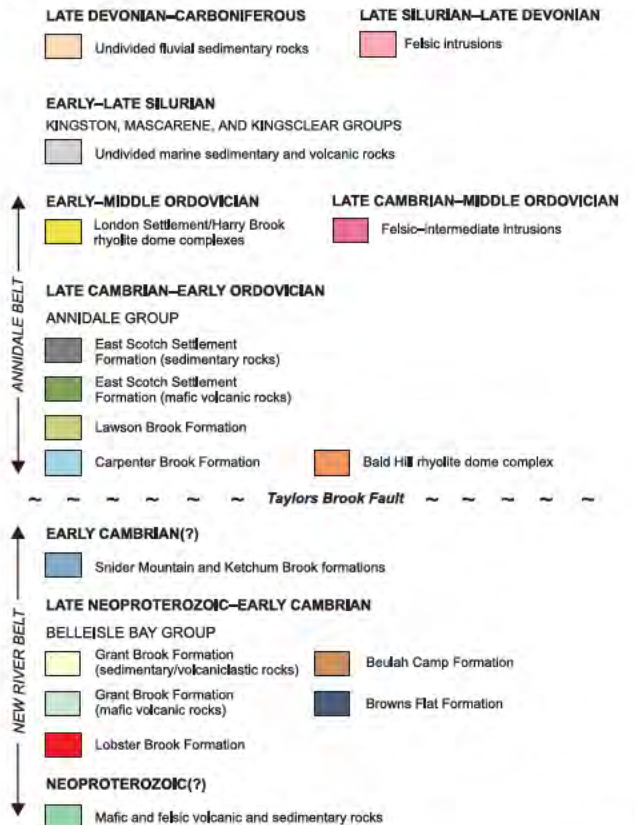 LATE DEVONIAN–CARBONIFEROUS
Undivided fluvial sedimentary rocks
LATE SILURIAN–LATE DEVONIAN
Felsic intrusions
EARLY–LATE SILURIAN
KINGSTON, MASCARENE, AND KINGSCLEAR GROUPS
Undivided marine sedimentary and volcanic rocks
ANNIDALE BELT
EARLY–MIDDLE ORDOVICIAN
London Settlement/Harry Brook
rhyolite dome complexes
LATE CAMBRIAN–MIDDLE ORDOVICIAN
Felsic–intermediate intrusions
LATE CAMBRIAN–EARLY ORDOVICIAN
ANNIDALE GROUP
East Scotch Settlement
Formation (sedimentary rocks)
East Scotch Settlement
Formation (mafic volcanic rocks)
Lawson Brook Formation
Carpenter Brook Formation
Bald Hill rhyolite dome complex
~ ~ ~ ~ ~ ~ Taylors Brook Fault ~ ~ ~ ~ ~ ~
NEW RIVER BELT
EARLY CAMBRIAN(?)
Snider Mountain and Ketchum Brook formations
LATE NEOPROTEROZOIC–EARLY CAMBRIAN
BELLEISLE BAY GROUP
Grant Brook Formation
(sedimentary/volcaniclastic rocks)
Grant Brook Formation
(mafic volcanic rocks)
Lobster Brook Formation
Beulah Camp Formation
Browns Flat Formation
NEOPROTEROZOIC(?)
Mafic and felsic volcanic and sedimentary rocks